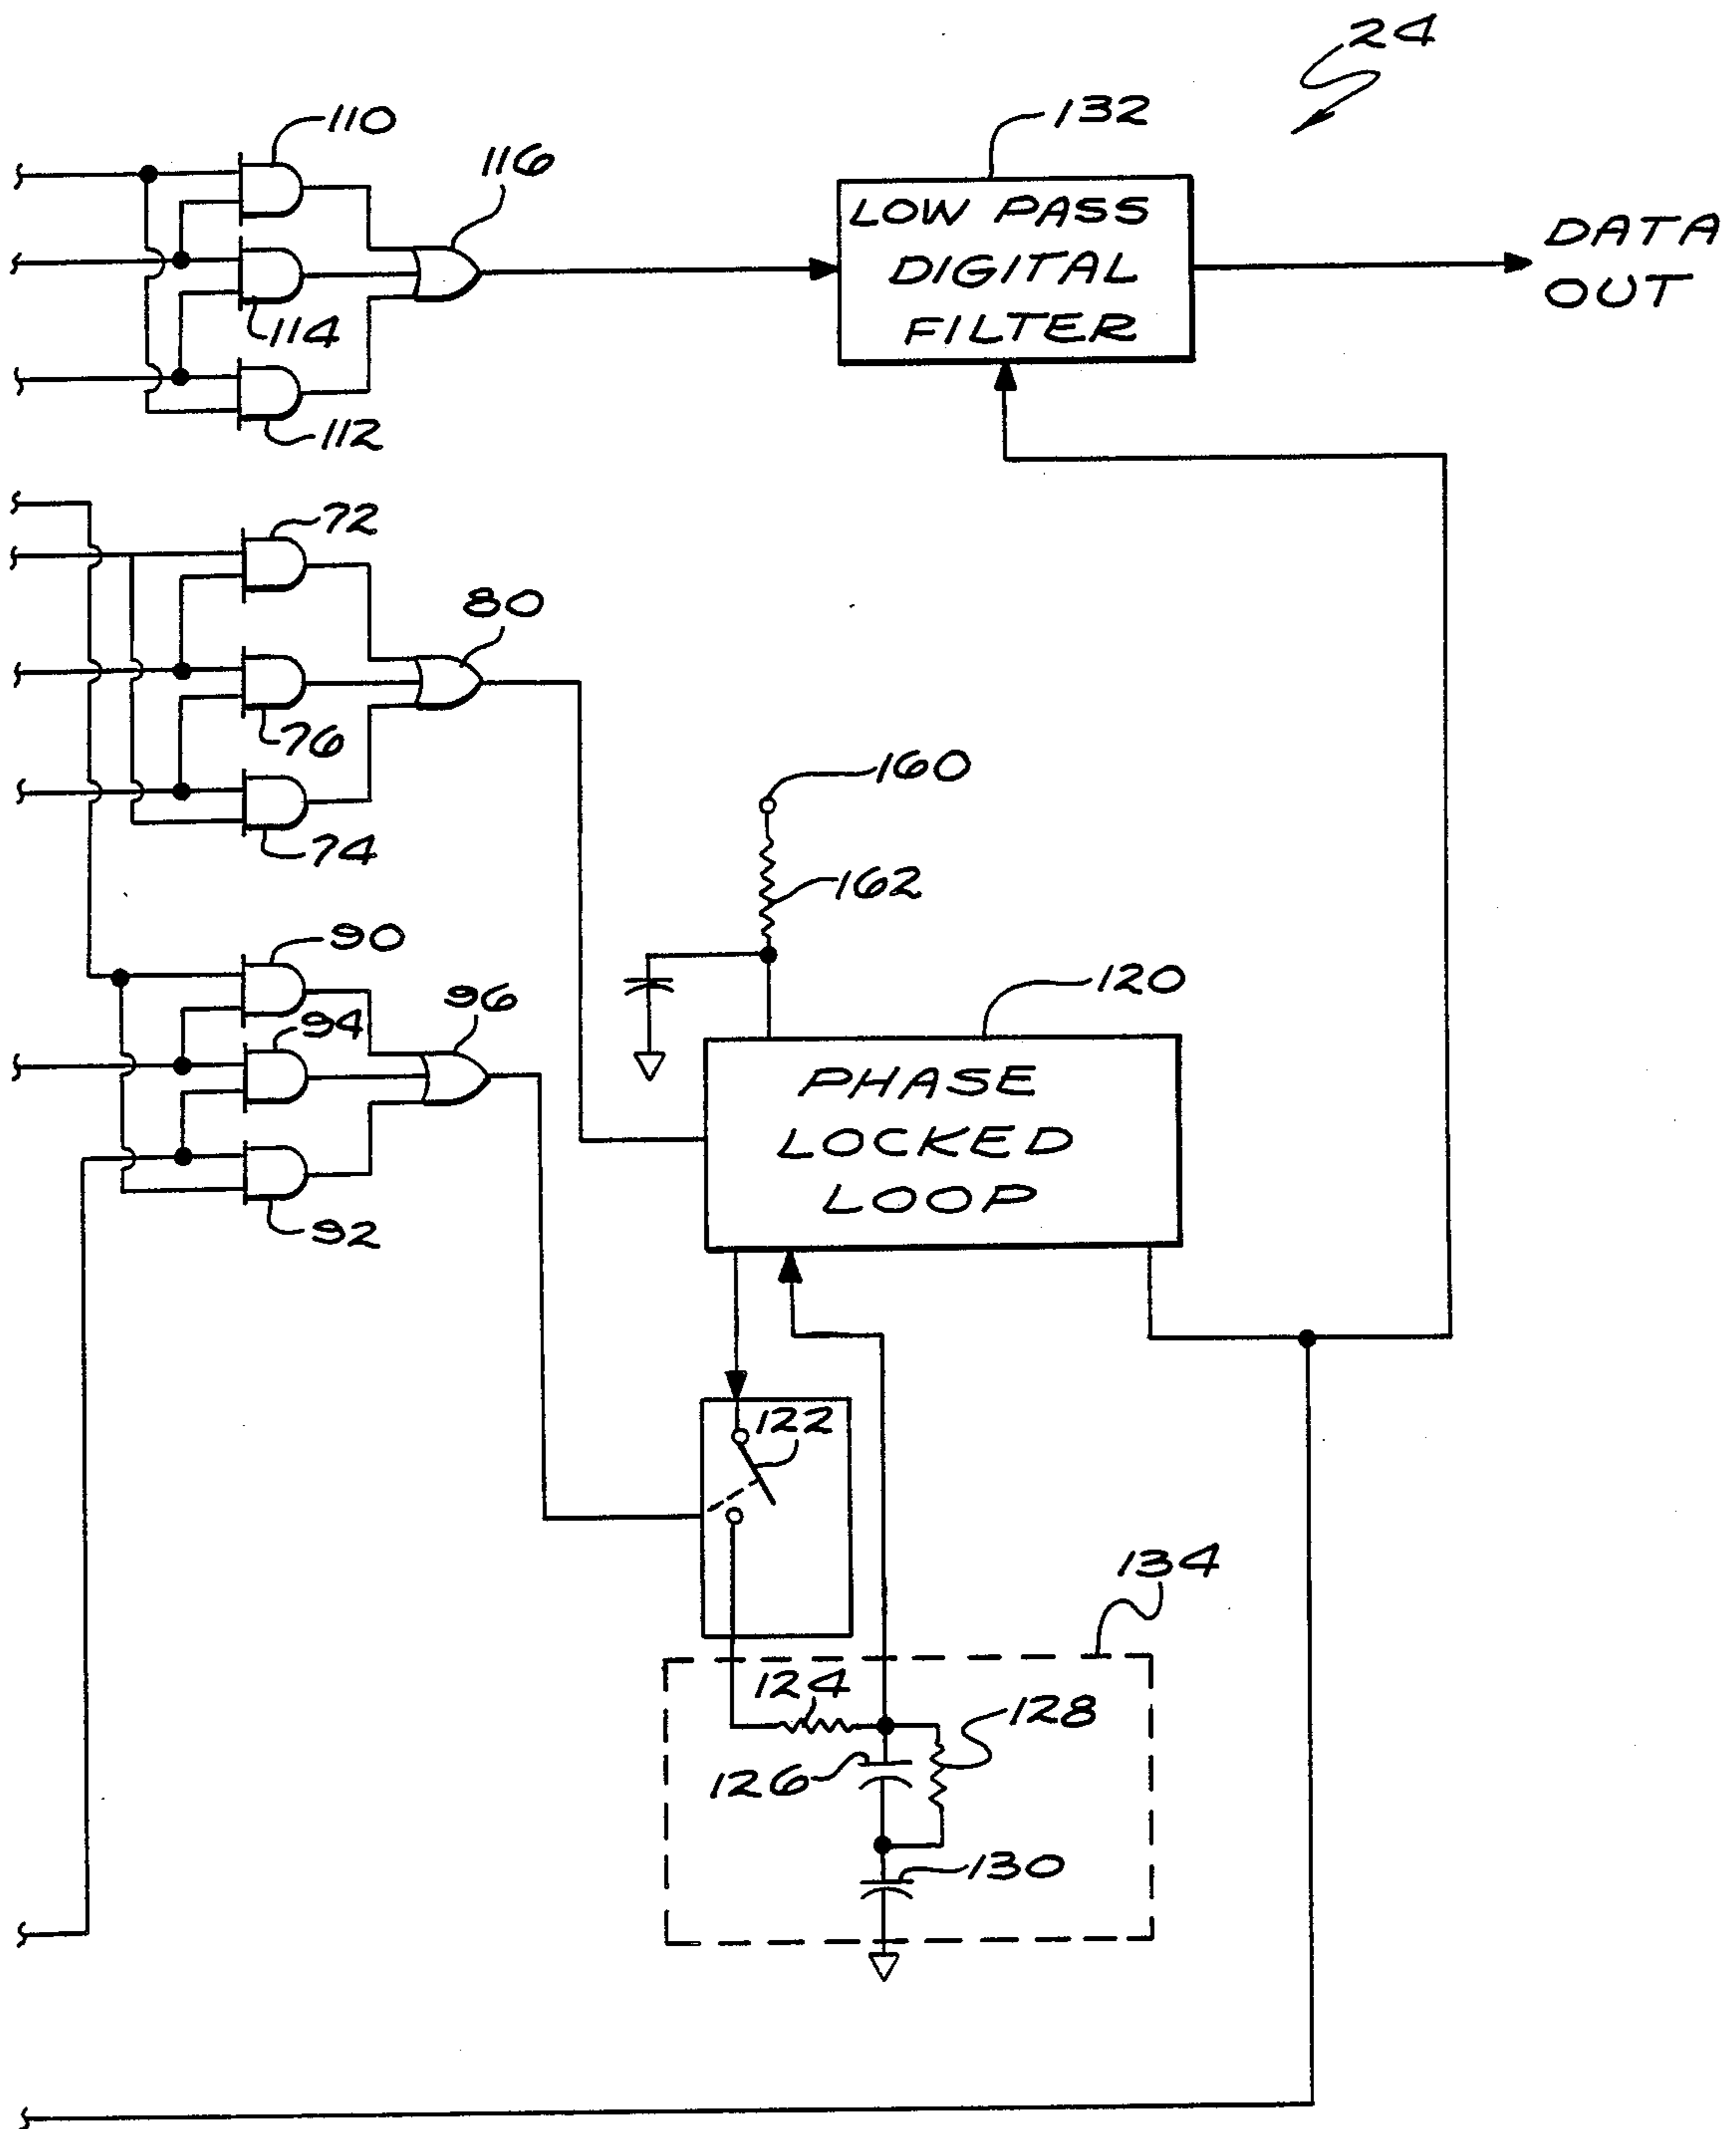 24
110
116
132
LOW PASS
DIGITAL
FILTER
DATA
OUT
114
112
72
80
76
74
160
162
90
94
96
92
120
PHASE
LOCKED
LOOP
122
134
124
128
126
130